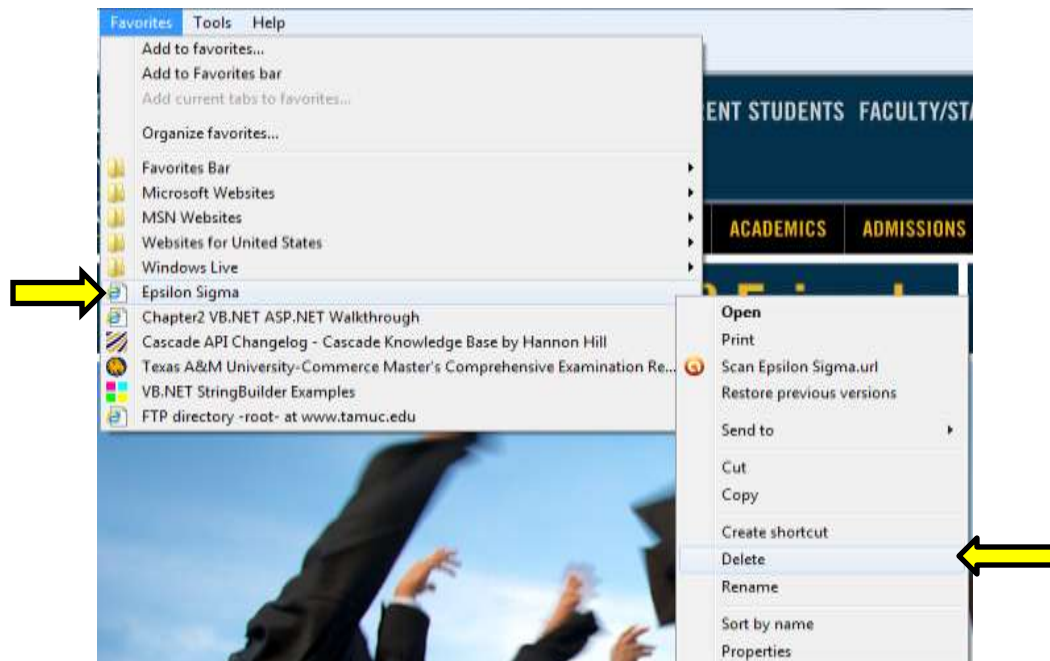 Favorites Tools Help
Add to favorites...
Add to Favorites bar
Add current tabs to favorites...
Organize favorites...
Favorites Bar
Microsoft Websites
MSN Websites
Websites for United States
Windows Live
Epsilon Sigma
Chapter2 VB.NET ASP.NET Walkthrough
Cascade API Changelog - Cascade Knowledge Base by Hannon Hill
Texas A&M University-Commerce Master's Comprehensive Examination Re...
VB.NET StringBuilder Examples
FTP directory -root- at www.tamuc.edu
ENT STUDENTS FACULTY/STA
ACADEMICS ADMISSIONS
Open
Print
Scan Epsilon Sigma.url
Restore previous versions
Send to
Cut
Copy
Create shortcut
Delete
Rename
Sort by name
Properties